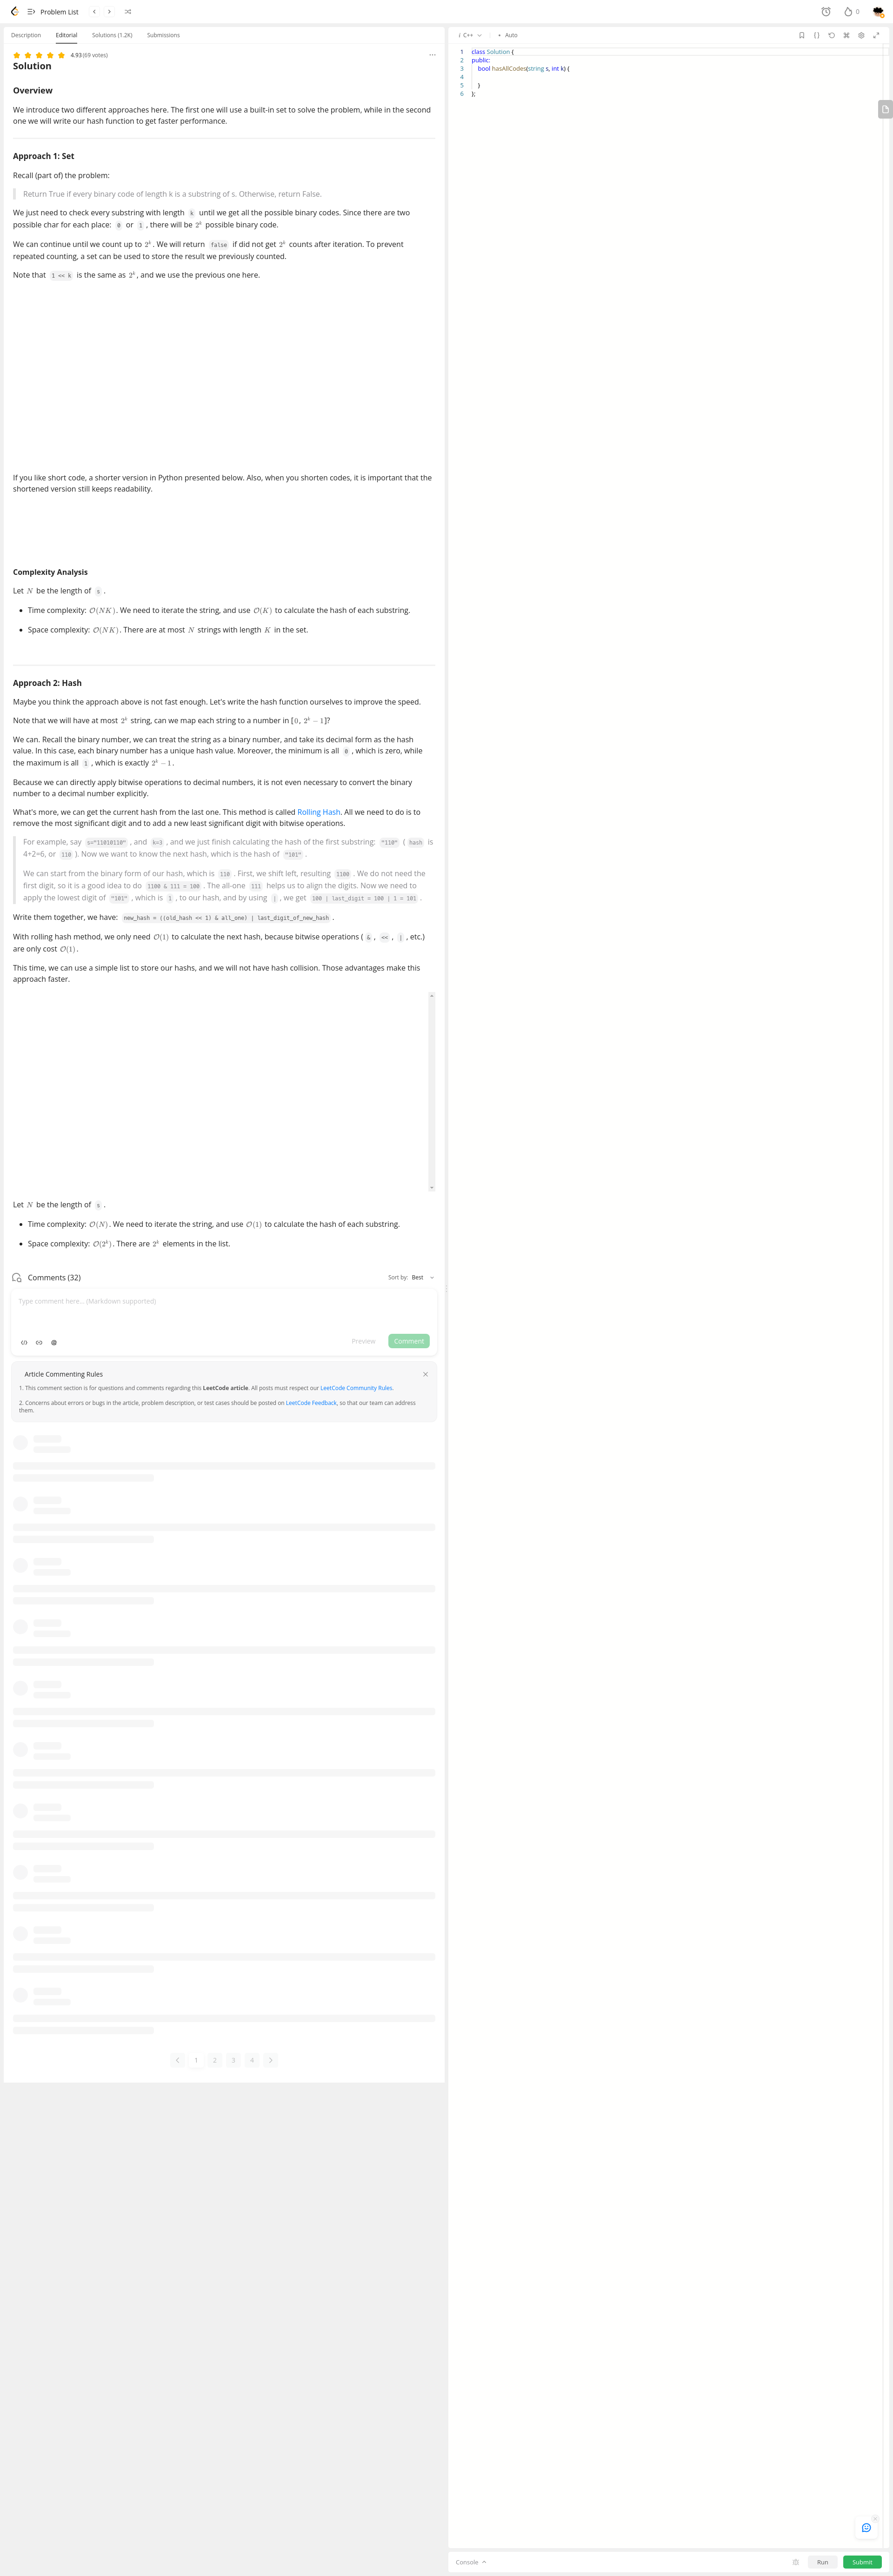 Problem List
0
Description Editorial Solutions (1.2K) Submissions
4.93 (69 votes)
Solution
Overview
We introduce two different approaches here. The first one will use a built-in set to solve the problem, while in the second
one we will write our hash function to get faster performance.
Approach 1: Set
Recall (part of) the problem:
Return True if every binary code of length k is a substring of s. Otherwise, return False.
We just need to check every substring with length k until we get all the possible binary codes. Since there are two
possible char for each place: 0 or 1 , there will be 2^k possible binary code.
We can continue until we count up to 2^k. We will return false if did not get 2^k counts after iteration. To prevent
repeated counting, a set can be used to store the result we previously counted.
Note that 1 << k is the same as 2^k, and we use the previous one here.
If you like short code, a shorter version in Python presented below. Also, when you shorten codes, it is important that the
shortened version still keeps readability.
Complexity Analysis
Let N be the length of s .
• Time complexity: O(NK). We need to iterate the string, and use O(K) to calculate the hash of each substring.
• Space complexity: O(NK). There are at most N strings with length K in the set.
Approach 2: Hash
Maybe you think the approach above is not fast enough. Let's write the hash function ourselves to improve the speed.
Note that we will have at most 2^k string, can we map each string to a number in [0, 2^k − 1]?
We can. Recall the binary number, we can treat the string as a binary number, and take its decimal form as the hash
value. In this case, each binary number has a unique hash value. Moreover, the minimum is all 0 , which is zero, while
the maximum is all 1 , which is exactly 2^k − 1.
Because we can directly apply bitwise operations to decimal numbers, it is not even necessary to convert the binary
number to a decimal number explicitly.
What's more, we can get the current hash from the last one. This method is called Rolling Hash. All we need to do is to
remove the most significant digit and to add a new least significant digit with bitwise operations.
For example, say s="11010110" , and k=3 , and we just finish calculating the hash of the first substring: "110" ( hash is
4+2=6, or 110 ). Now we want to know the next hash, which is the hash of "101" .
We can start from the binary form of our hash, which is 110 . First, we shift left, resulting 1100 . We do not need the
first digit, so it is a good idea to do 1100 & 111 = 100 . The all-one 111 helps us to align the digits. Now we need to
apply the lowest digit of "101" , which is 1 , to our hash, and by using | , we get 100 | last_digit = 100 | 1 = 101 .
Write them together, we have: new_hash = ((old_hash << 1) & all_one) | last_digit_of_new_hash .
With rolling hash method, we only need O(1) to calculate the next hash, because bitwise operations ( & , << , | , etc.)
are only cost O(1).
This time, we can use a simple list to store our hashs, and we will not have hash collision. Those advantages make this
approach faster.
Let N be the length of s .
• Time complexity: O(N). We need to iterate the string, and use O(1) to calculate the hash of each substring.
• Space complexity: O(2^k). There are 2^k elements in the list.
Comments (32)
Sort by: Best
Type comment here... (Markdown supported)
Preview Comment
Article Commenting Rules
1. This comment section is for questions and comments regarding this LeetCode article. All posts must respect our LeetCode Community Rules.
2. Concerns about errors or bugs in the article, problem description, or test cases should be posted on LeetCode Feedback, so that our team can address
them.
1 2 3 4
i C++ Auto
1 class Solution {
2 public:
3 bool hasAllCodes(string s, int k) {
4
5 }
6 };
Console
Run Submit